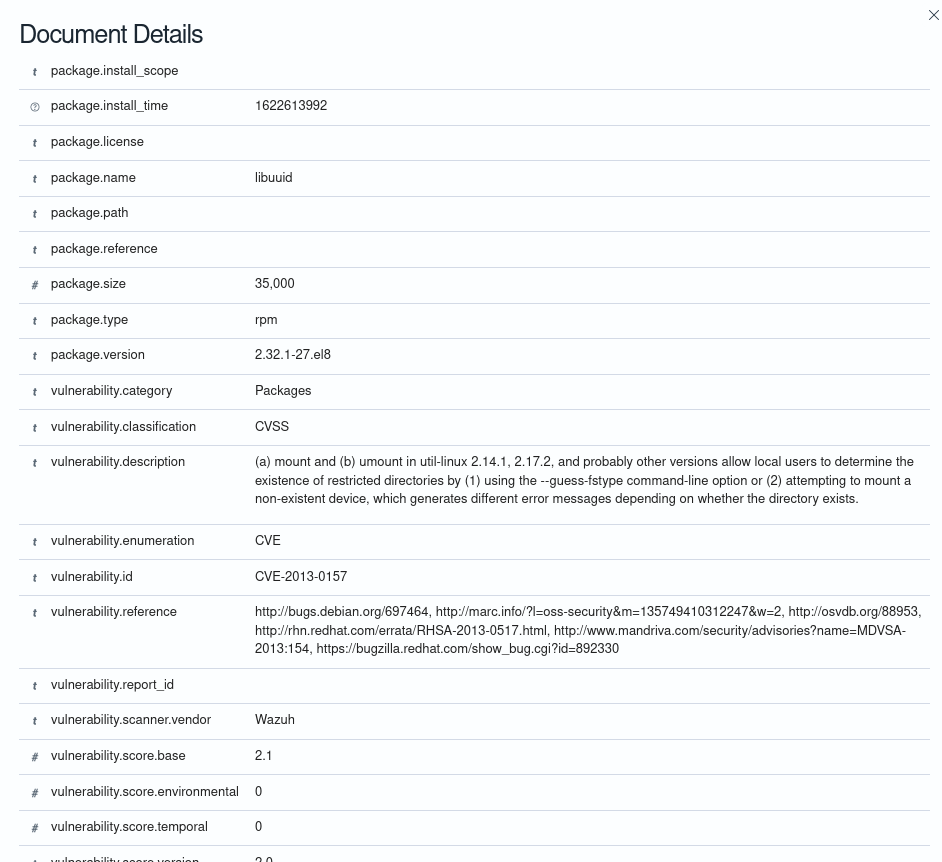 Document Details
t package.install_scope
package.install_time 1622613992
t package.license
t package.name libuuid
t package.path
t package.reference
# package.size 35,000
t package.type rpm
t package.version 2.32.1-27.el8
t vulnerability.category Packages
t vulnerability.classification CVSS
t vulnerability.description (a) mount and (b) umount in util-linux 2.14.1, 2.17.2, and probably other versions allow local users to determine the
existence of restricted directories by (1) using the --guess-fstype command-line option or (2) attempting to mount a
non-existent device, which generates different error messages depending on whether the directory exists.
t vulnerability.enumeration CVE
t vulnerability.id CVE-2013-0157
t vulnerability.reference http://bugs.debian.org/697464, http://marc.info/?l=oss-security&m=135749410312247&w=2, http://osvdb.org/88953,
http://rhn.redhat.com/errata/RHSA-2013-0517.html, http://www.mandriva.com/security/advisories?name=MDVSA-
2013:154, https://bugzilla.redhat.com/show_bug.cgi?id=892330
t vulnerability.report_id
t vulnerability.scanner.vendor Wazuh
# vulnerability.score.base 2.1
# vulnerability.score.environmental 0
# vulnerability.score.temporal 0
vulnerability.score.version 2.0